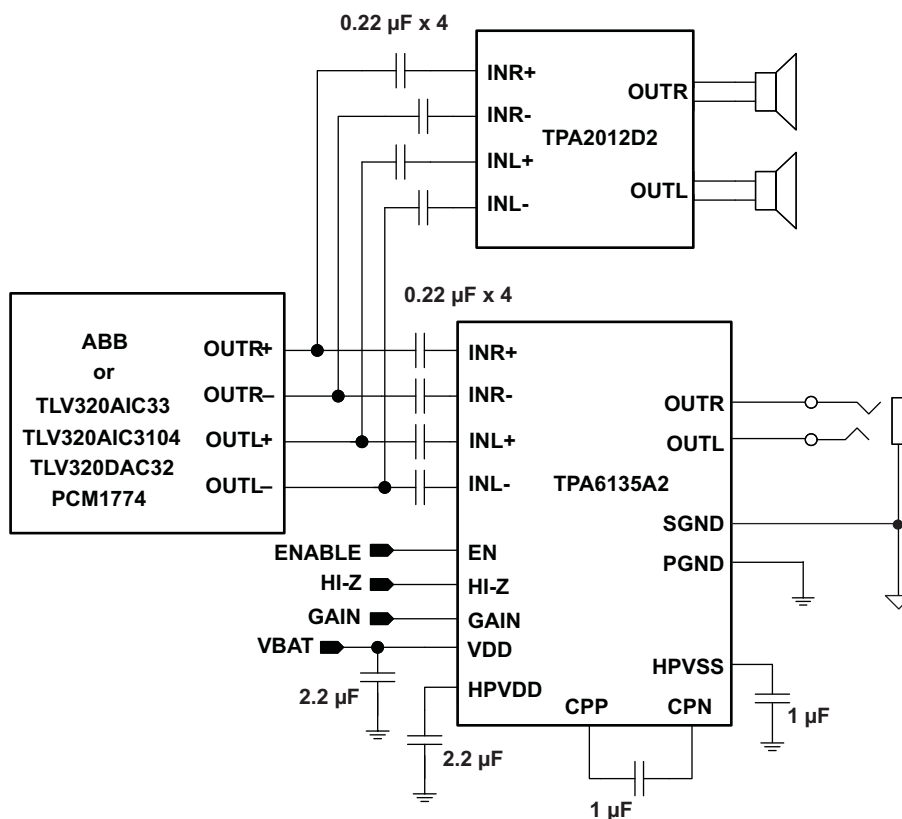 0.22 µF x 4
INR+
INR-
INL+
INL-
TPA2012D2
OUTR
OUTL
0.22 µF x 4
ABB
or
TLV320AIC33
TLV320AIC3104
TLV320DAC32
PCM1774
OUTR+
OUTR–
OUTL+
OUTL–
INR+
INR-
INL+
INL-
TPA6135A2
OUTR
OUTL
SGND
PGND
ENABLE
EN
HI-Z
HI-Z
GAIN
GAIN
VBAT
VDD
HPVDD
HPVSS
CPP
CPN
2.2 µF
2.2 µF
1 µF
1 µF